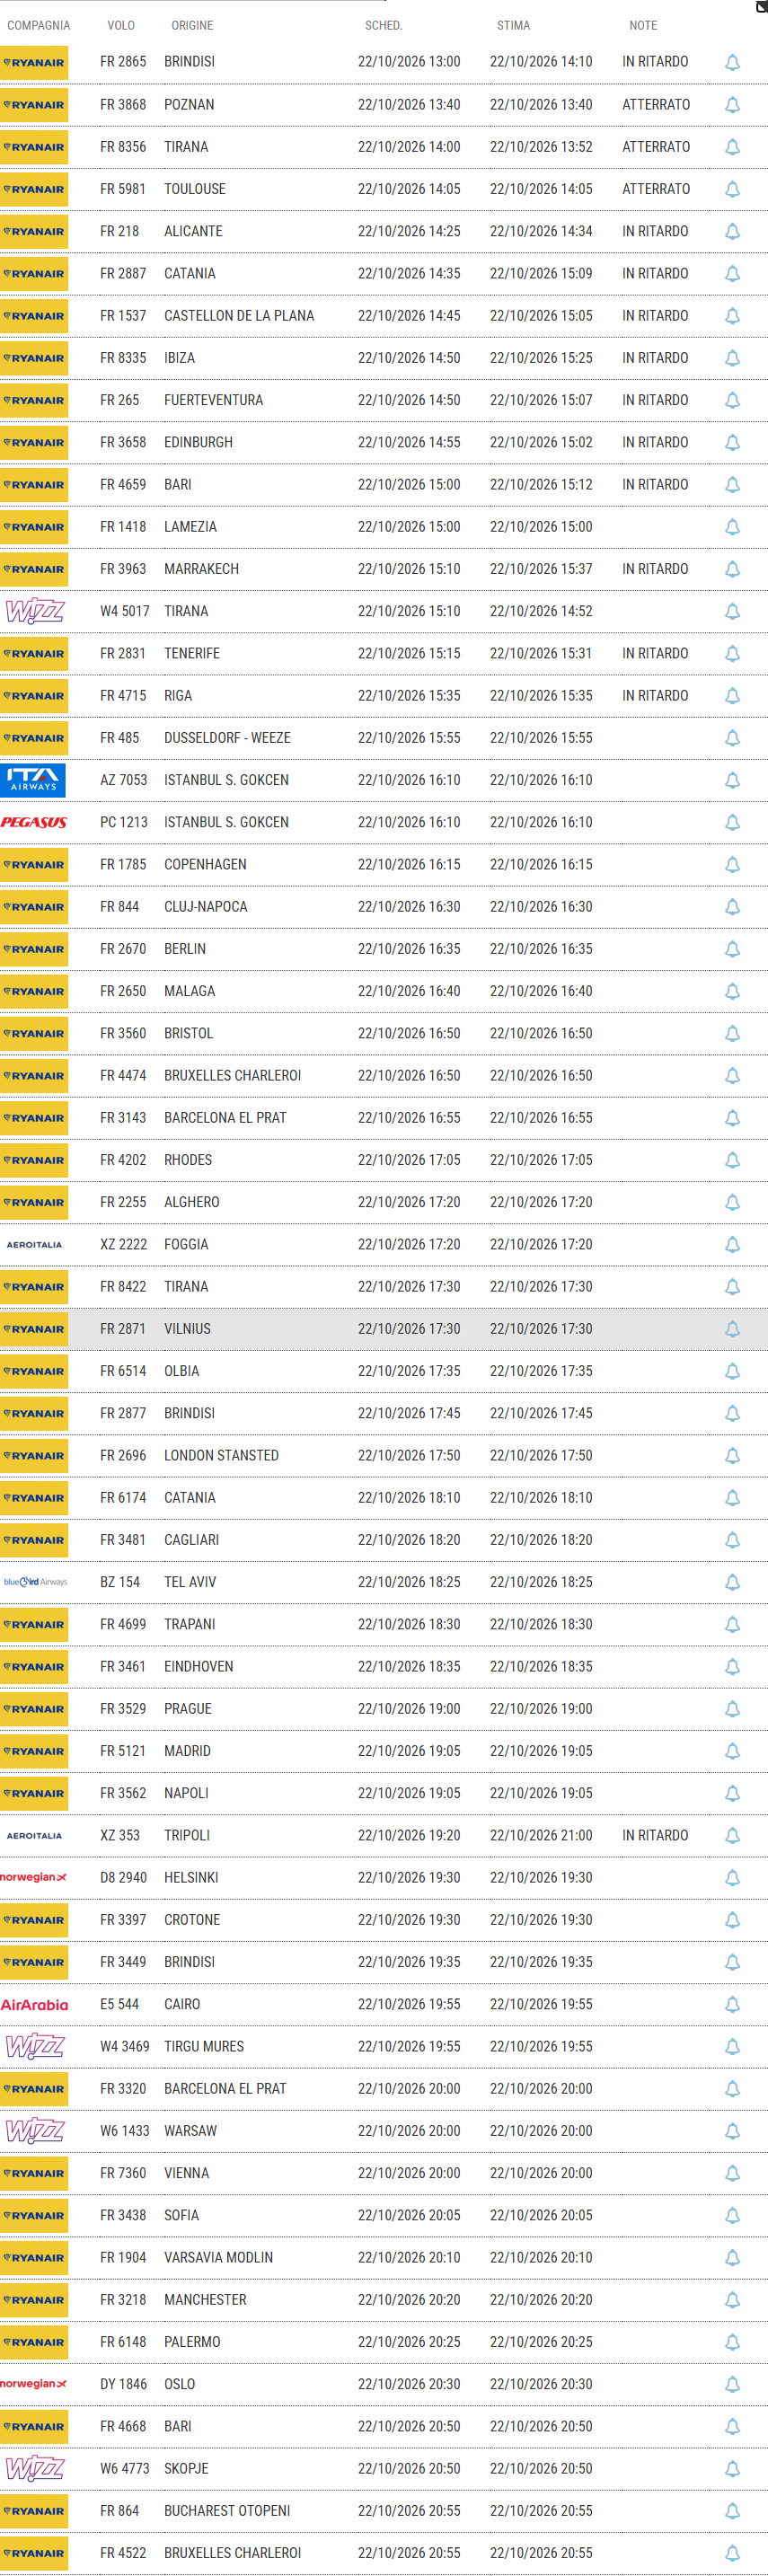 COMPAGNIA VOLO ORIGINE SCHED. STIMA NOTE
RYANAIR FR 2865 BRINDISI 22/10/2026 13:00 22/10/2026 14:10 IN RITARDO
RYANAIR FR 3868 POZNAN 22/10/2026 13:40 22/10/2026 13:40 ATTERRATO
RYANAIR FR 8356 TIRANA 22/10/2026 14:00 22/10/2026 13:52 ATTERRATO
RYANAIR FR 5981 TOULOUSE 22/10/2026 14:05 22/10/2026 14:05 ATTERRATO
RYANAIR FR 218 ALICANTE 22/10/2026 14:25 22/10/2026 14:34 IN RITARDO
RYANAIR FR 2887 CATANIA 22/10/2026 14:35 22/10/2026 15:09 IN RITARDO
RYANAIR FR 1537 CASTELLON DE LA PLANA 22/10/2026 14:45 22/10/2026 15:05 IN RITARDO
RYANAIR FR 8335 IBIZA 22/10/2026 14:50 22/10/2026 15:25 IN RITARDO
RYANAIR FR 265 FUERTEVENTURA 22/10/2026 14:50 22/10/2026 15:07 IN RITARDO
RYANAIR FR 3658 EDINBURGH 22/10/2026 14:55 22/10/2026 15:02 IN RITARDO
RYANAIR FR 4659 BARI 22/10/2026 15:00 22/10/2026 15:12 IN RITARDO
RYANAIR FR 1418 LAMEZIA 22/10/2026 15:00 22/10/2026 15:00
RYANAIR FR 3963 MARRAKECH 22/10/2026 15:10 22/10/2026 15:37 IN RITARDO
WIZZ W4 5017 TIRANA 22/10/2026 15:10 22/10/2026 14:52
RYANAIR FR 2831 TENERIFE 22/10/2026 15:15 22/10/2026 15:31 IN RITARDO
RYANAIR FR 4715 RIGA 22/10/2026 15:35 22/10/2026 15:35 IN RITARDO
RYANAIR FR 485 DUSSELDORF - WEEZE 22/10/2026 15:55 22/10/2026 15:55
ITA AIRWAYS AZ 7053 ISTANBUL S. GOKCEN 22/10/2026 16:10 22/10/2026 16:10
PEGASUS PC 1213 ISTANBUL S. GOKCEN 22/10/2026 16:10 22/10/2026 16:10
RYANAIR FR 1785 COPENHAGEN 22/10/2026 16:15 22/10/2026 16:15
RYANAIR FR 844 CLUJ-NAPOCA 22/10/2026 16:30 22/10/2026 16:30
RYANAIR FR 2670 BERLIN 22/10/2026 16:35 22/10/2026 16:35
RYANAIR FR 2650 MALAGA 22/10/2026 16:40 22/10/2026 16:40
RYANAIR FR 3560 BRISTOL 22/10/2026 16:50 22/10/2026 16:50
RYANAIR FR 4474 BRUXELLES CHARLEROI 22/10/2026 16:50 22/10/2026 16:50
RYANAIR FR 3143 BARCELONA EL PRAT 22/10/2026 16:55 22/10/2026 16:55
RYANAIR FR 4202 RHODES 22/10/2026 17:05 22/10/2026 17:05
RYANAIR FR 2255 ALGHERO 22/10/2026 17:20 22/10/2026 17:20
AEROITALIA XZ 2222 FOGGIA 22/10/2026 17:20 22/10/2026 17:20
RYANAIR FR 8422 TIRANA 22/10/2026 17:30 22/10/2026 17:30
RYANAIR FR 2871 VILNIUS 22/10/2026 17:30 22/10/2026 17:30
RYANAIR FR 6514 OLBIA 22/10/2026 17:35 22/10/2026 17:35
RYANAIR FR 2877 BRINDISI 22/10/2026 17:45 22/10/2026 17:45
RYANAIR FR 2696 LONDON STANSTED 22/10/2026 17:50 22/10/2026 17:50
RYANAIR FR 6174 CATANIA 22/10/2026 18:10 22/10/2026 18:10
RYANAIR FR 3481 CAGLIARI 22/10/2026 18:20 22/10/2026 18:20
blueBird Airways BZ 154 TEL AVIV 22/10/2026 18:25 22/10/2026 18:25
RYANAIR FR 4699 TRAPANI 22/10/2026 18:30 22/10/2026 18:30
RYANAIR FR 3461 EINDHOVEN 22/10/2026 18:35 22/10/2026 18:35
RYANAIR FR 3529 PRAGUE 22/10/2026 19:00 22/10/2026 19:00
RYANAIR FR 5121 MADRID 22/10/2026 19:05 22/10/2026 19:05
RYANAIR FR 3562 NAPOLI 22/10/2026 19:05 22/10/2026 19:05
AEROITALIA XZ 353 TRIPOLI 22/10/2026 19:20 22/10/2026 21:00 IN RITARDO
norwegian D8 2940 HELSINKI 22/10/2026 19:30 22/10/2026 19:30
RYANAIR FR 3397 CROTONE 22/10/2026 19:30 22/10/2026 19:30
RYANAIR FR 3449 BRINDISI 22/10/2026 19:35 22/10/2026 19:35
AirArabia E5 544 CAIRO 22/10/2026 19:55 22/10/2026 19:55
WIZZ W4 3469 TIRGU MURES 22/10/2026 19:55 22/10/2026 19:55
RYANAIR FR 3320 BARCELONA EL PRAT 22/10/2026 20:00 22/10/2026 20:00
WIZZ W6 1433 WARSAW 22/10/2026 20:00 22/10/2026 20:00
RYANAIR FR 7360 VIENNA 22/10/2026 20:00 22/10/2026 20:00
RYANAIR FR 3438 SOFIA 22/10/2026 20:05 22/10/2026 20:05
RYANAIR FR 1904 VARSAVIA MODLIN 22/10/2026 20:10 22/10/2026 20:10
RYANAIR FR 3218 MANCHESTER 22/10/2026 20:20 22/10/2026 20:20
RYANAIR FR 6148 PALERMO 22/10/2026 20:25 22/10/2026 20:25
norwegian DY 1846 OSLO 22/10/2026 20:30 22/10/2026 20:30
RYANAIR FR 4668 BARI 22/10/2026 20:50 22/10/2026 20:50
WIZZ W6 4773 SKOPJE 22/10/2026 20:50 22/10/2026 20:50
RYANAIR FR 864 BUCHAREST OTOPENI 22/10/2026 20:55 22/10/2026 20:55
RYANAIR FR 4522 BRUXELLES CHARLEROI 22/10/2026 20:55 22/10/2026 20:55